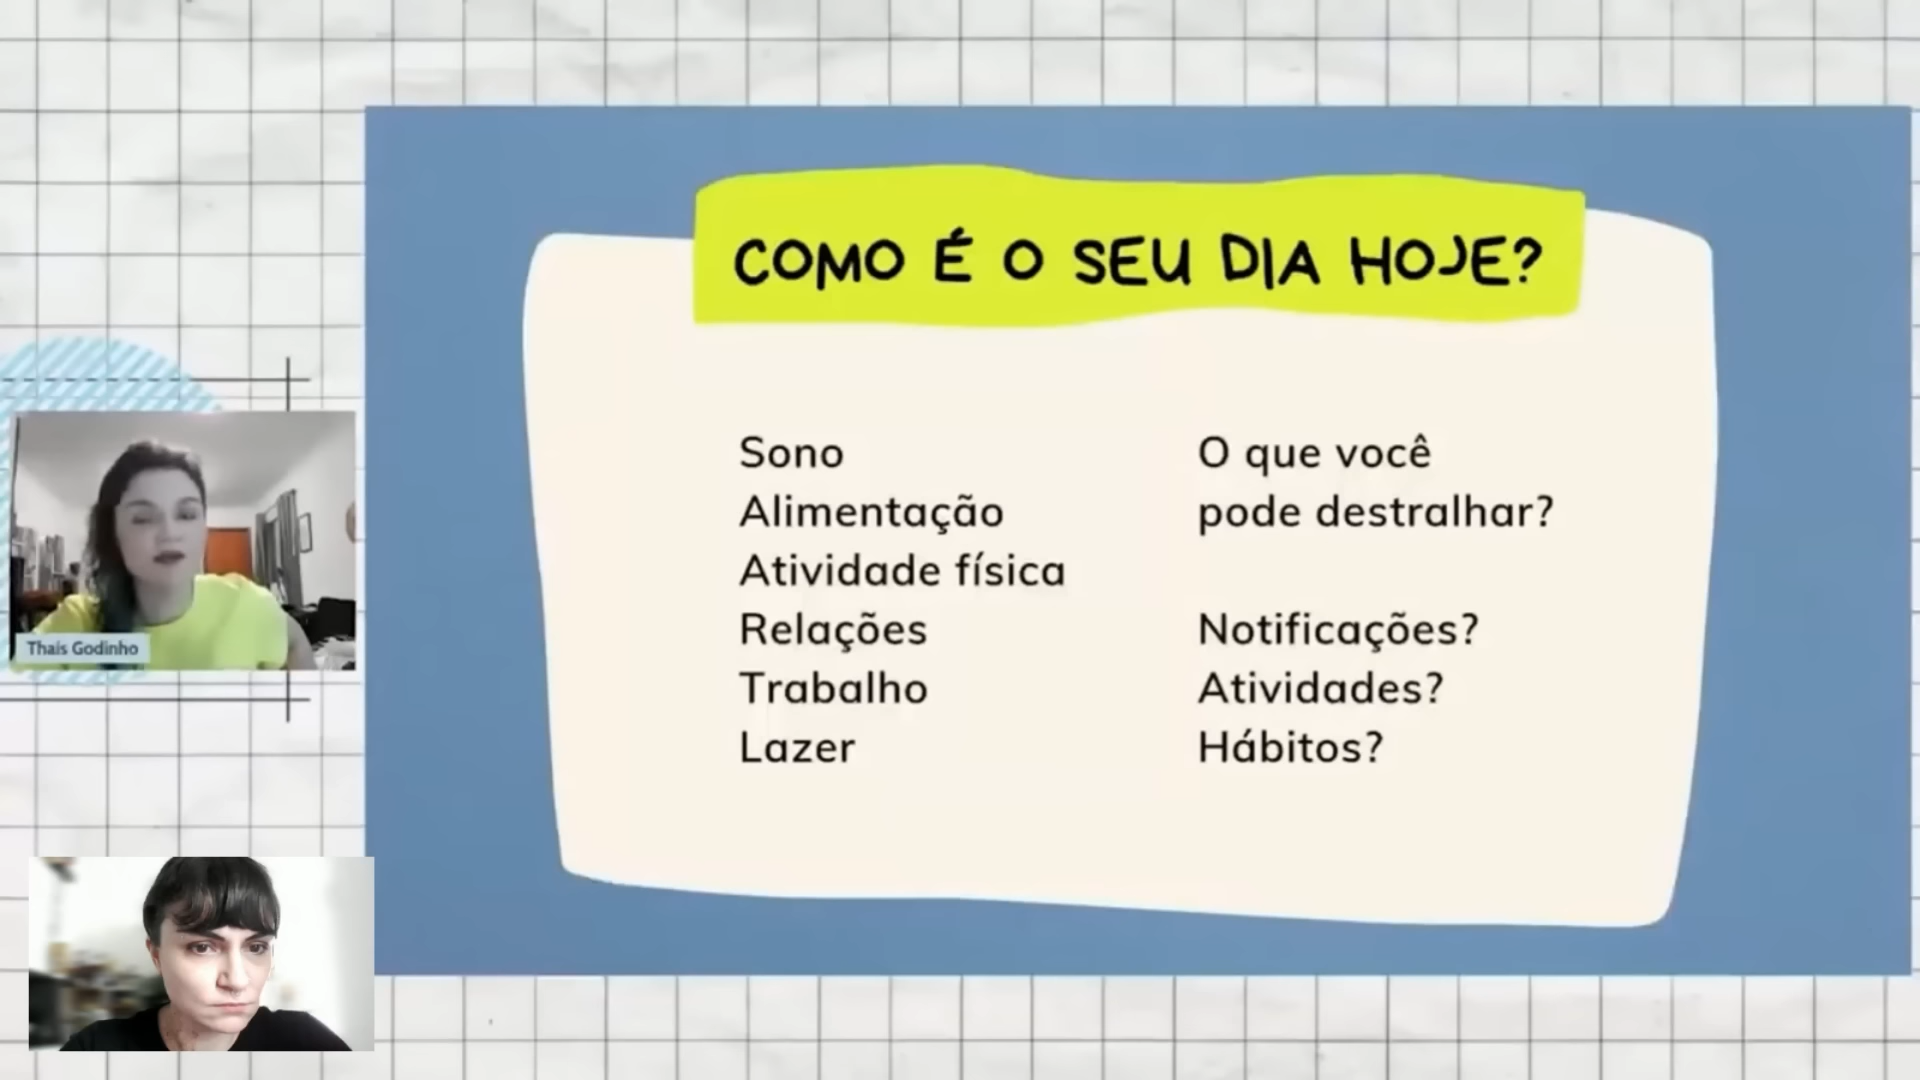 COMO É O SEU DIA HOJE?
Sono
Alimentação
Atividade física
Relações
Trabalho
Lazer
O que você
pode destralhar?
Notificações?
Atividades?
Hábitos?
Thais Godinho